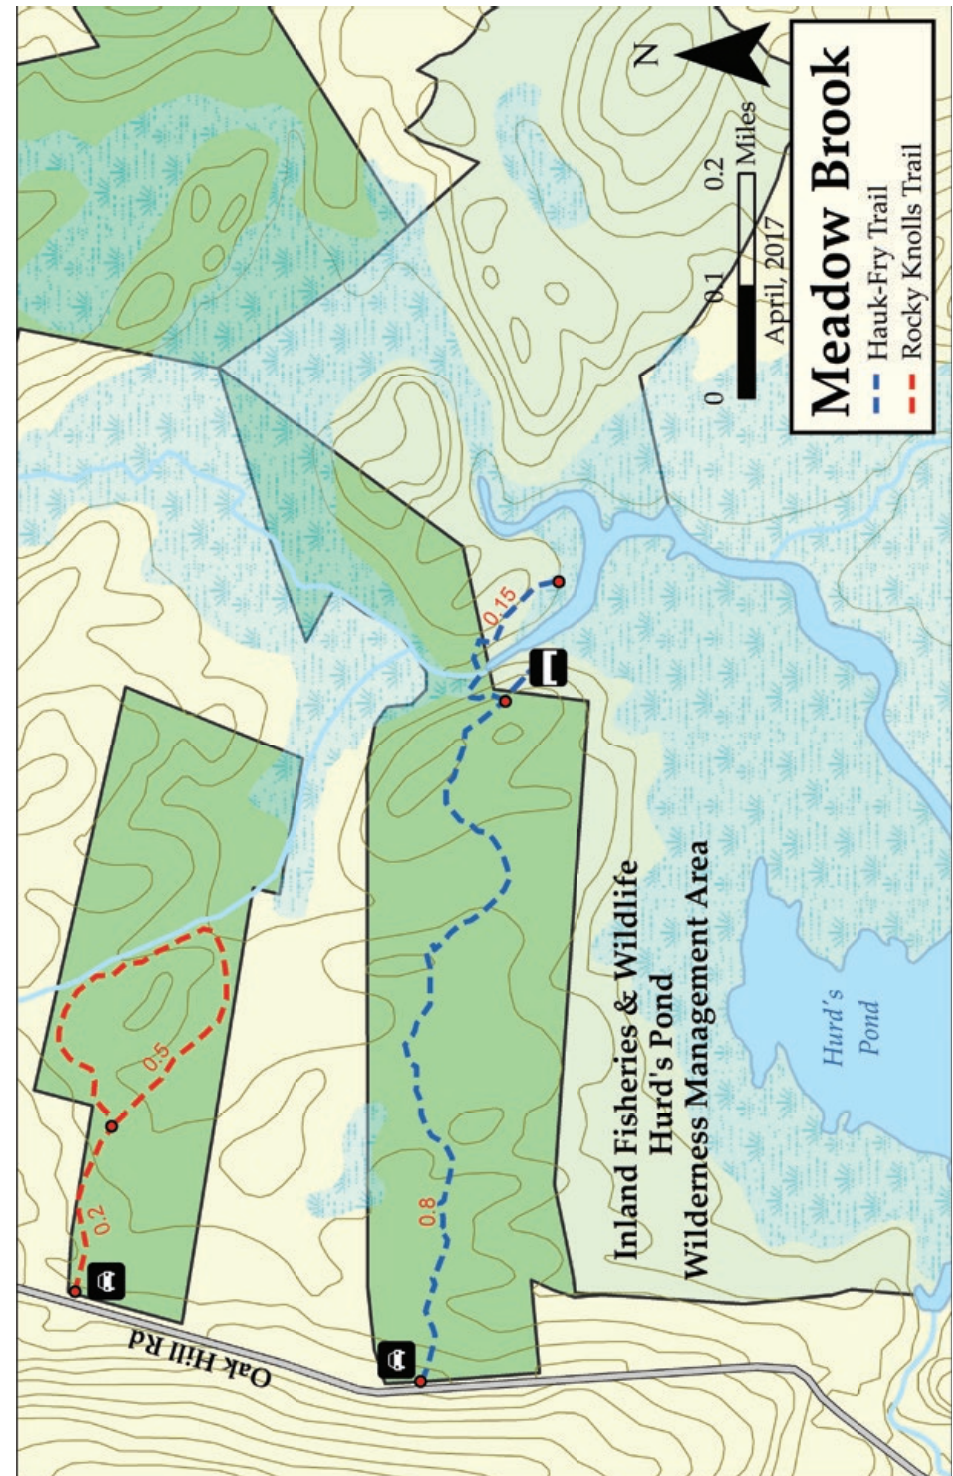 Meadow Brook
Hauk-Fry Trail
Rocky Knolls Trail
N
0 0.1 0.2
Miles
April, 2017
Oak Hill Rd
0.2
0.5
0.8
0.15
Inland Fisheries & Wildlife
Hurd's Pond
Wilderness Management Area
Hurd's
Pond